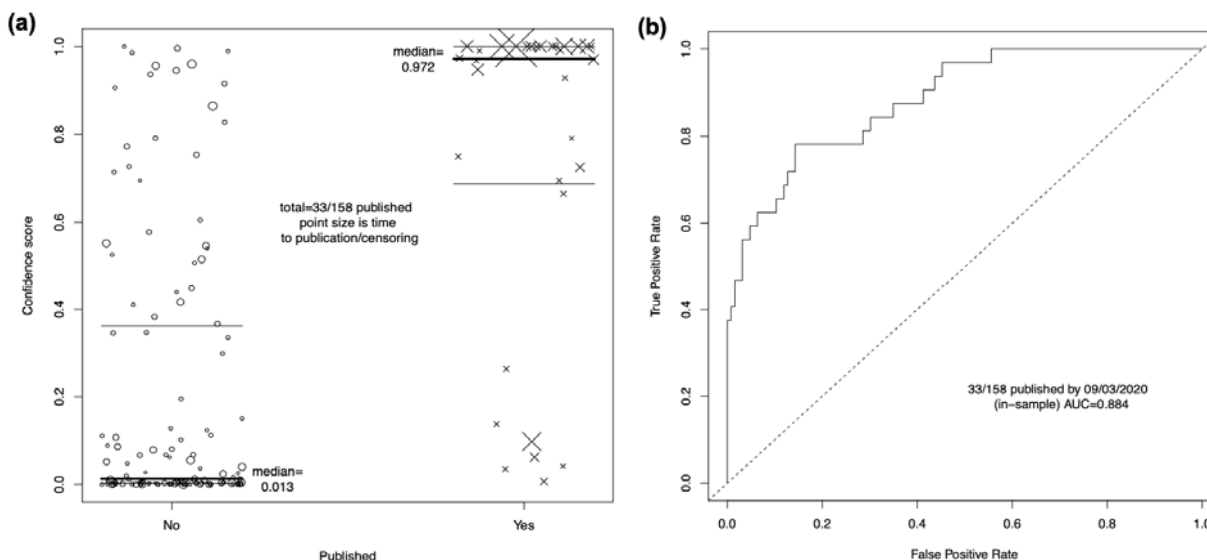 (a)
1.0
0.8
0.6
0.4
0.2
0.0
Confidence score
median=
0.972
total=33/158 published
point size is time
to publication/censoring
median=
0.013
No
Yes
Published
(b)
1.0
0.8
0.6
0.4
0.2
0.0
True Positive Rate
33/158 published by 09/03/2020
(in-sample) AUC=0.884
0.0 0.2 0.4 0.6 0.8 1.0
False Positive Rate